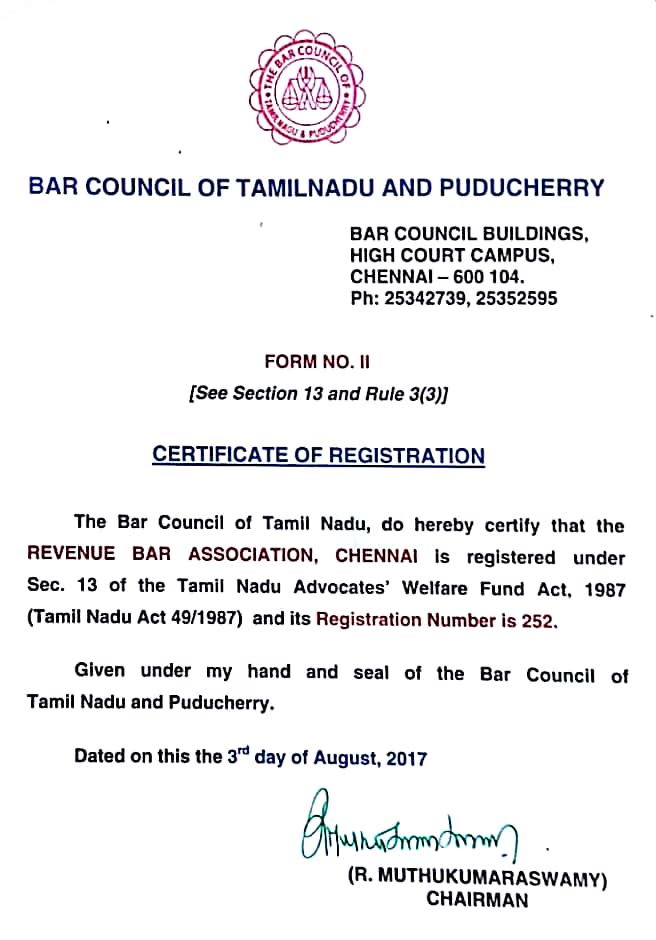 THE BAR COUNCIL OF
TAMILNADU & PUDUCHERRY
BAR COUNCIL OF TAMILNADU AND PUDUCHERRY
BAR COUNCIL BUILDINGS,
HIGH COURT CAMPUS,
CHENNAI – 600 104.
Ph: 25342739, 25352595
FORM NO. II
[See Section 13 and Rule 3(3)]
CERTIFICATE OF REGISTRATION
The Bar Council of Tamil Nadu, do hereby certify that the
REVENUE BAR ASSOCIATION, CHENNAI is registered under
Sec. 13 of the Tamil Nadu Advocates' Welfare Fund Act, 1987
(Tamil Nadu Act 49/1987) and its Registration Number is 252.
Given under my hand and seal of the Bar Council of
Tamil Nadu and Puducherry.
Dated on this the 3rd day of August, 2017
(R. MUTHUKUMARASWAMY)
CHAIRMAN